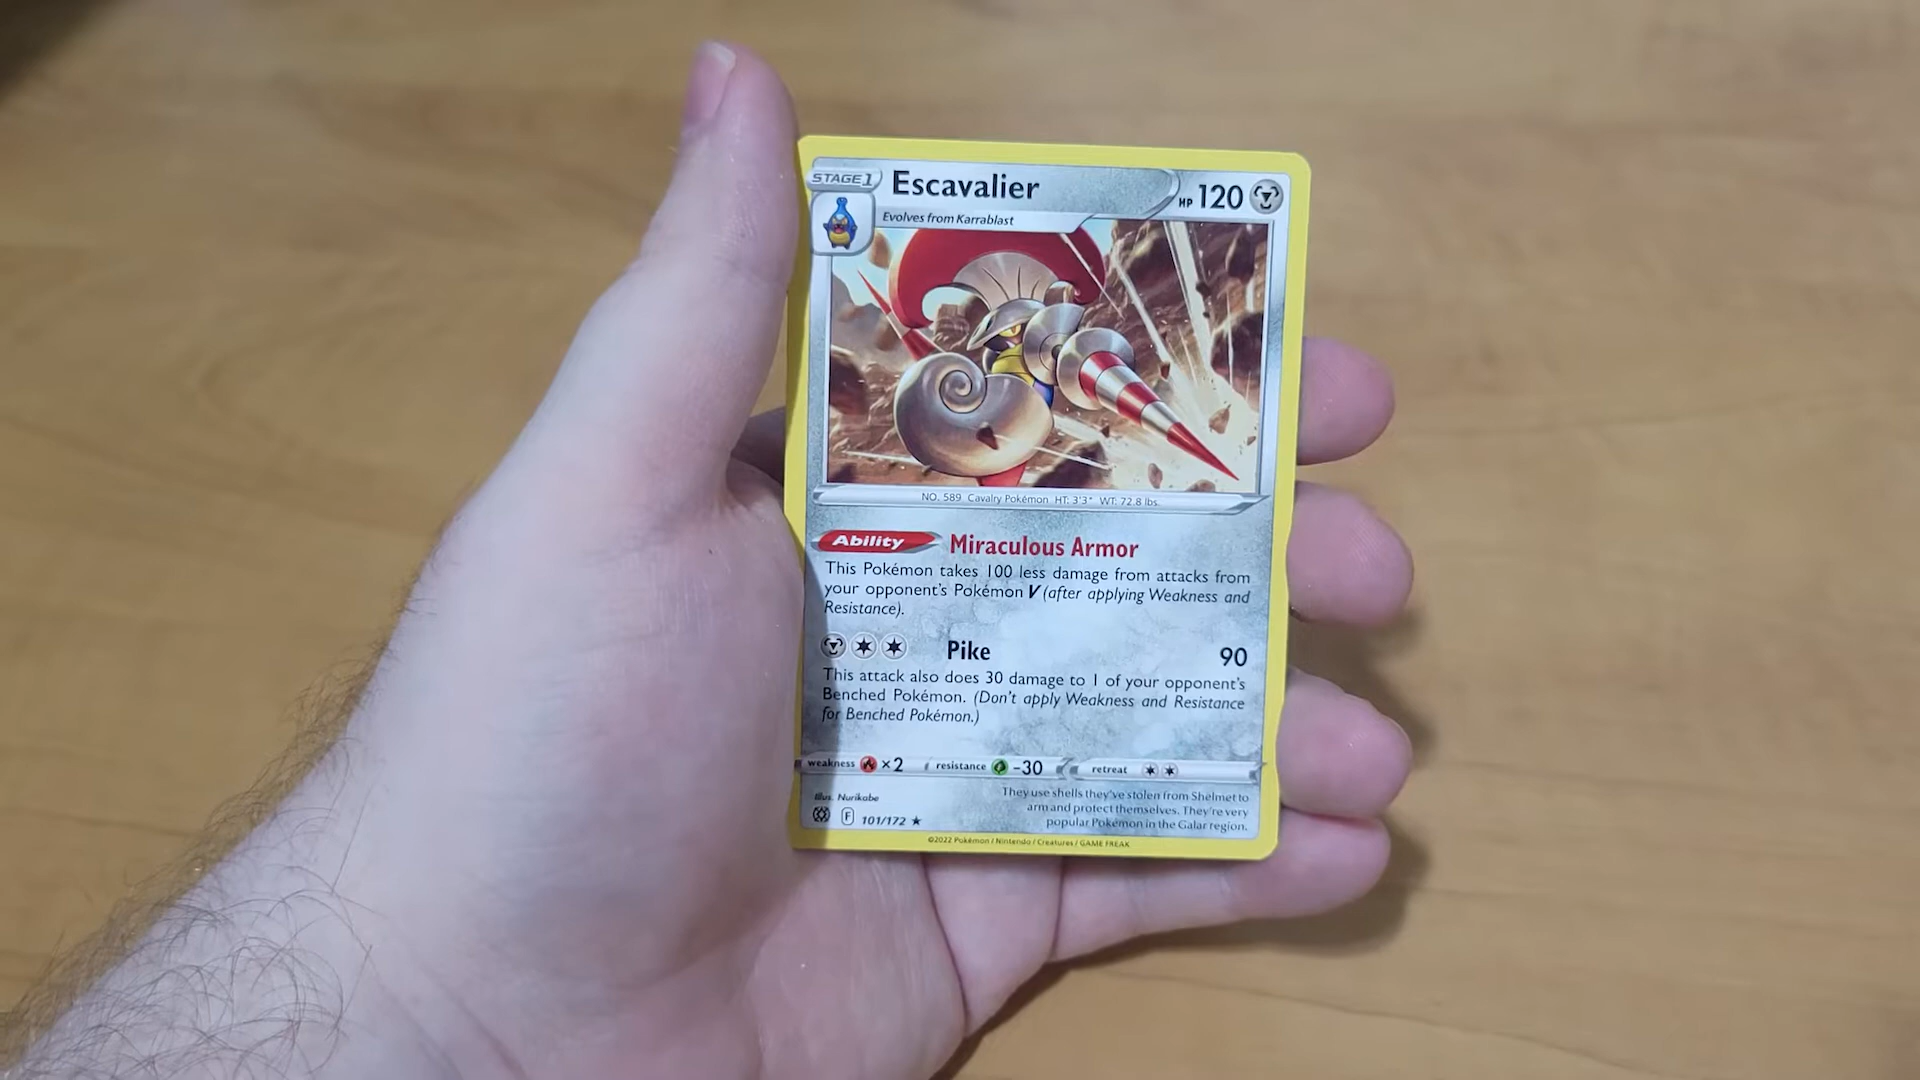 STAGE 1
Escavalier
HP 120
Evolves from Karrablast
NO. 589 Cavalry Pokémon HT: 3'3" WT: 72.8 lbs.
Ability Miraculous Armor
This Pokémon takes 100 less damage from attacks from
your opponent's Pokémon V (after applying Weakness and
Resistance).
Pike 90
This attack also does 30 damage to 1 of your opponent's
Benched Pokémon. (Don't apply Weakness and Resistance
for Benched Pokémon.)
weakness ×2 resistance -30 retreat
Illus. Nurikabe
F 101/172 ★
They use shells they've stolen from Shelmet to
arm and protect themselves. They're very
popular Pokémon in the Galar region.
©2022 Pokémon / Nintendo / Creatures / GAME FREAK